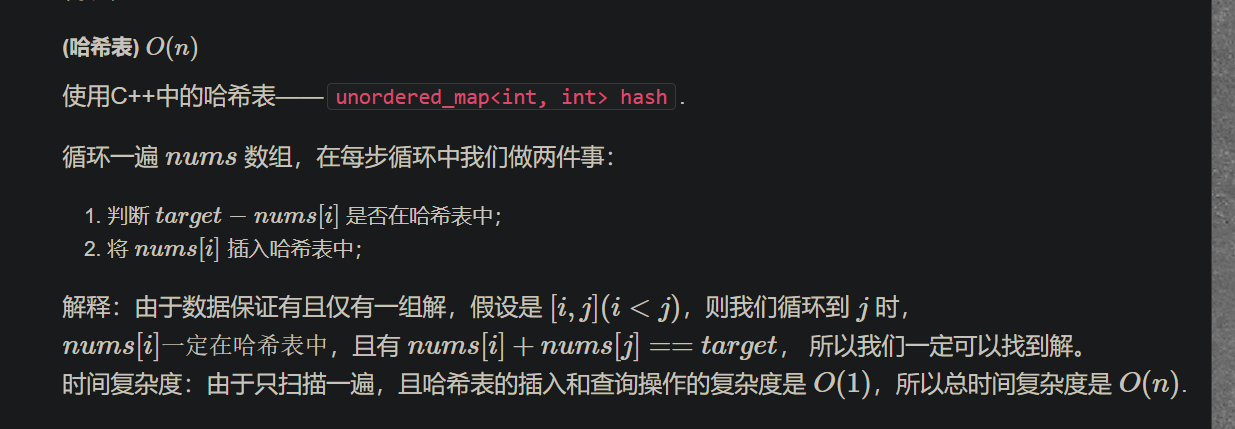 (哈希表) O(n)
使用C++中的哈希表——unordered_map<int, int> hash.
循环一遍 nums 数组，在每步循环中我们做两件事：
1. 判断 target − nums[i] 是否在哈希表中；
2. 将 nums[i] 插入哈希表中；
解释：由于数据保证有且仅有一组解，假设是 [i, j](i < j)，则我们循环到 j 时，
nums[i]一定在哈希表中，且有 nums[i] + nums[j] == target， 所以我们一定可以找到解。
时间复杂度：由于只扫描一遍，且哈希表的插入和查询操作的复杂度是 O(1)，所以总时间复杂度是 O(n).